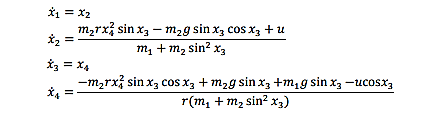 ẋ₁ = x₂
ẋ₂ = (m₂rx₄² sin x₃ − m₂g sin x₃ cos x₃ + u) / (m₁ + m₂ sin² x₃)
ẋ₃ = x₄
ẋ₄ = (−m₂rx₄² sin x₃ cos x₃ + m₂g sin x₃ +m₁g sin x₃ −ucosx₃) / (r(m₁ + m₂ sin² x₃))